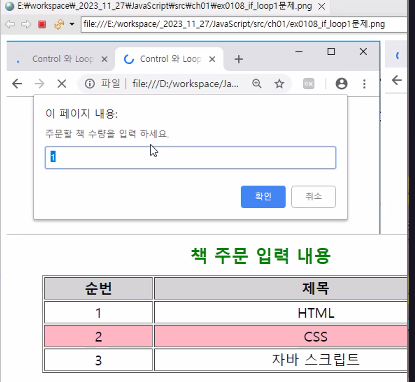 E:\workspace\_2023_11_27\JavaScript\src\ch01\ex0108_if_loop1문제.png
file:///E:/workspace/_2023_11_27/JavaScript/src/ch01/ex0108_if_loop1문제.png
Control 와 Loop
Control 와 Loop
파일 file:///D:/workspace/Ja...
이 페이지 내용:
주문할 책 수량을 입력 하세요.
1
확인 취소
책 주문 입력 내용
순번 제목
1 HTML
2 CSS
3 자바 스크립트